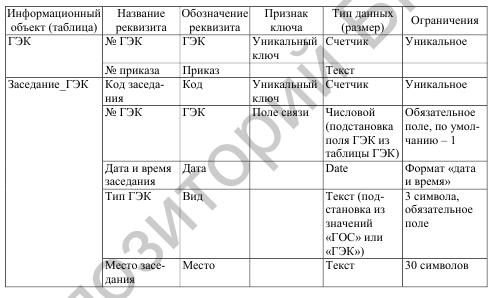 Информационный объект (таблица) | Название реквизита | Обозначение реквизита | Признак ключа | Тип данных (размер) | Ограничения
ГЭК | № ГЭК | ГЭК | Уникальный ключ | Счетчик | Уникальное
№ приказа | Приказ | Текст
Заседание_ГЭК | Код заседа-ния | Код | Уникальный ключ | Счетчик | Уникальное
№ ГЭК | ГЭК | Поле связи | Числовой (подстановка поля ГЭК из таблицы ГЭК) | Обязательное поле, по умол-чанию – 1
Дата и время заседания | Дата | Date | Формат «дата и время»
Тип ГЭК | Вид | Текст (под-становка из значений «ГОС» или «ГЭК») | 3 символа, обязательное поле
Место засе-дания | Место | Текст | 30 символов